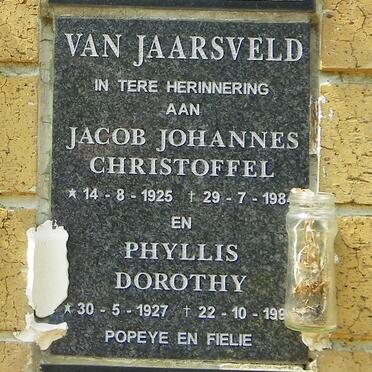 VAN JAARSVELD
IN TERE HERINNERING
AAN
JACOB JOHANNES
CHRISTOFFEL
★ 14 - 8 - 1925 † 29 - 7 - 1984
EN
PHYLLIS
DOROTHY
★ 30 - 5 - 1927 † 22 - 10 - 199
POPEYE EN FIELIE